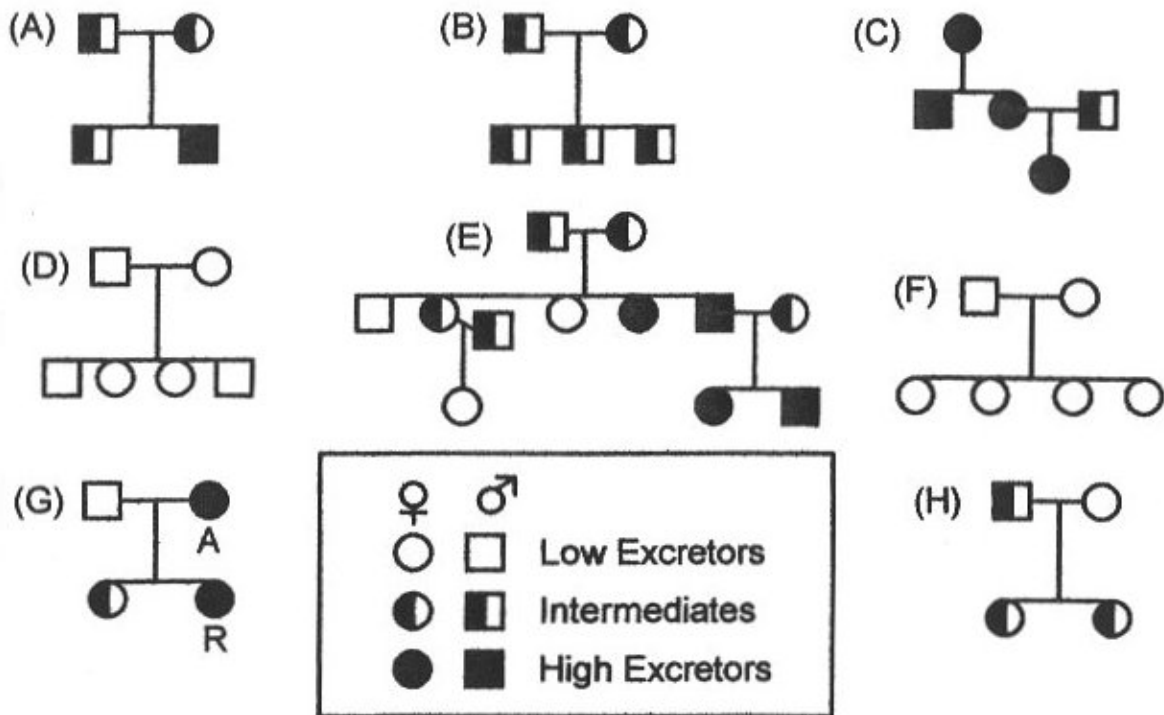 (A)
(B)
(C)
(D)
(E)
(F)
(G)
A
R
(H)
♀ ♂
Low Excretors
Intermediates
High Excretors